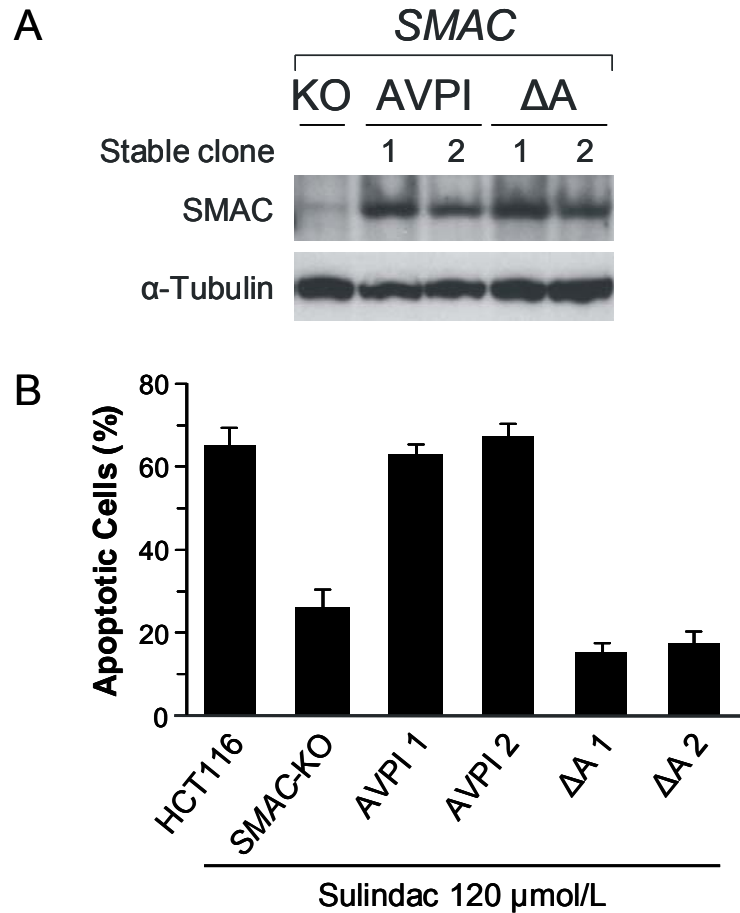 A
SMAC
KO AVPI ΔA
Stable clone 1 2 1 2
SMAC
α-Tubulin
B
Apoptotic Cells (%)
80
60
40
20
0
HCT116 SMAC-KO AVPI 1 AVPI 2 ΔA 1 ΔA 2
Sulindac 120 μmol/L